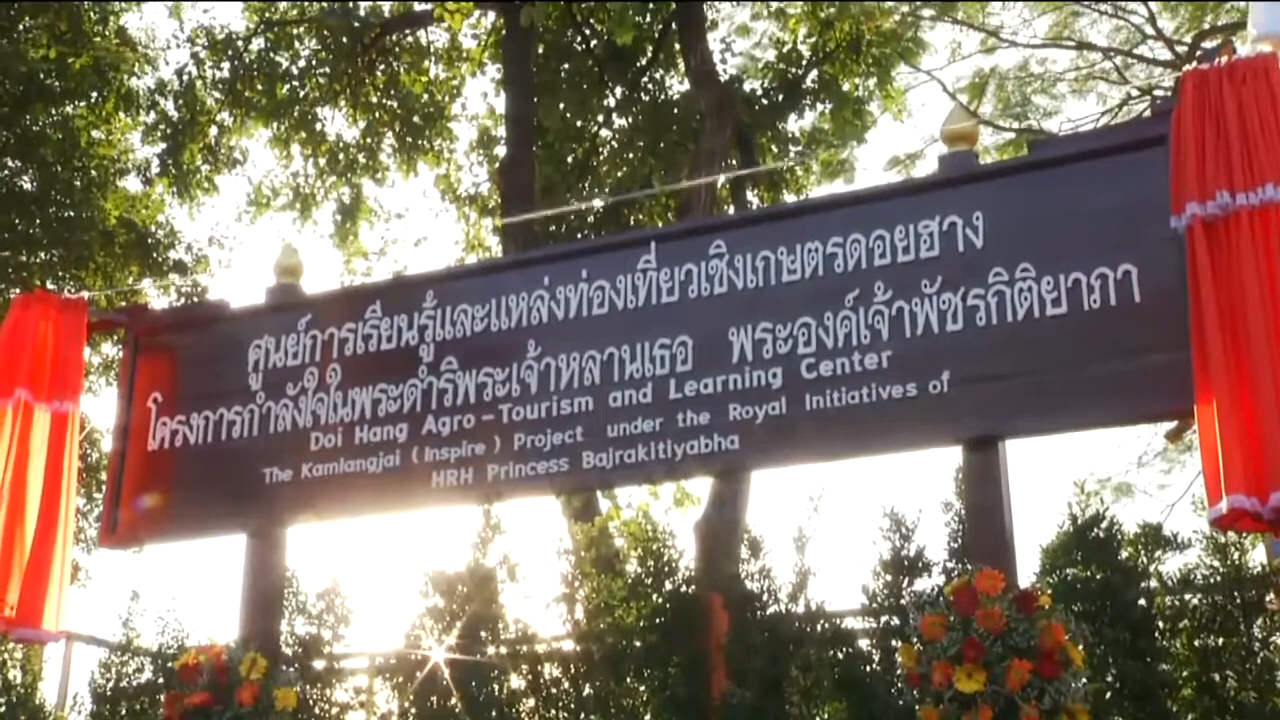 ศูนย์การเรียนรู้และแหล่งท่องเที่ยวเชิงเกษตรดอยฮาง
โครงการกำลังใจในพระดำริพระเจ้าหลานเธอ พระองค์เจ้าพัชรกิติยาภา
Doi Hang Agro-Tourism and Learning Center
The Kamlangjai (Inspire) Project under the Royal Initiatives of
HRH Princess Bajrakitiyabha